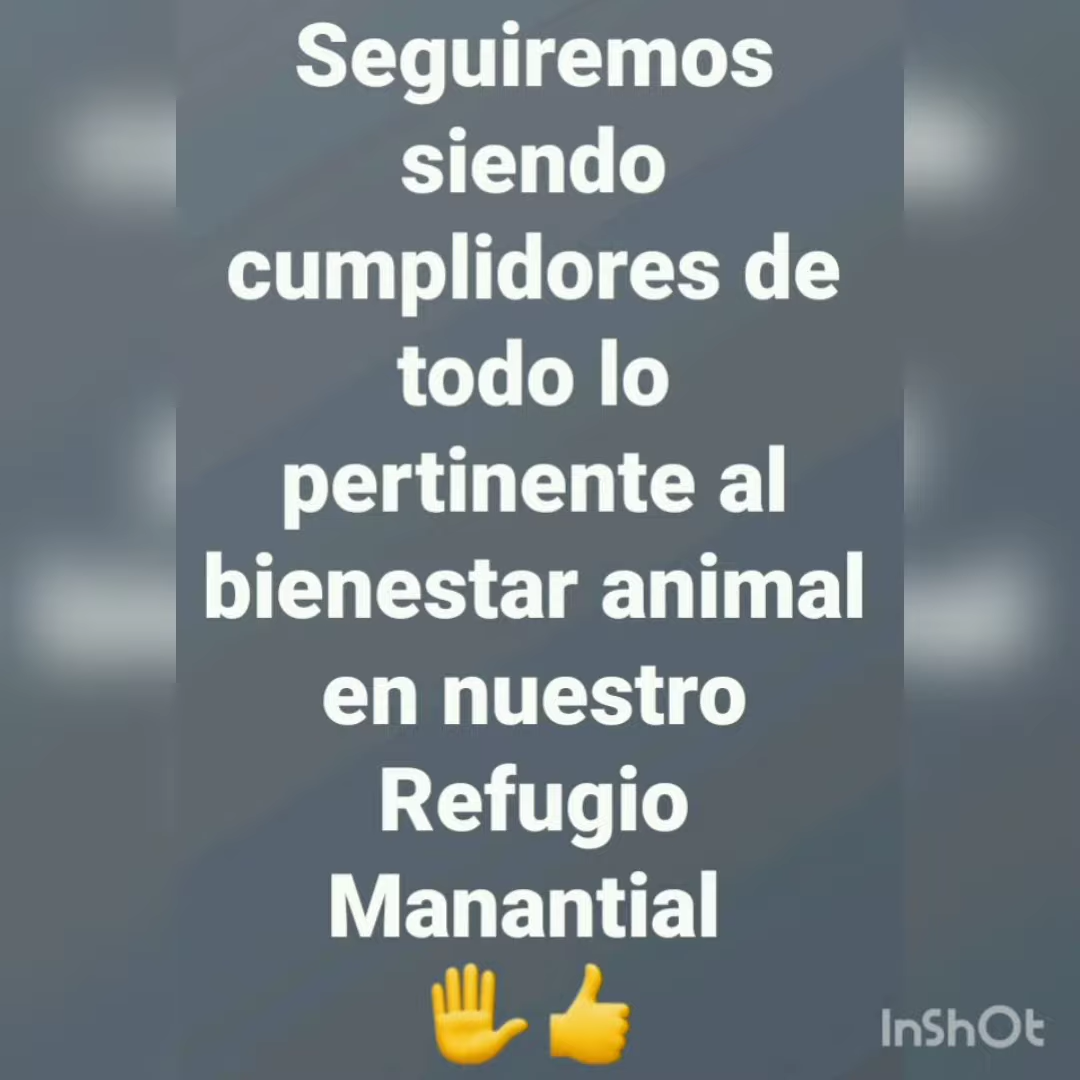 Seguiremos
siendo
cumplidores de
todo lo
pertinente al
bienestar animal
en nuestro
Refugio
Manantial
✋👍
InShOt